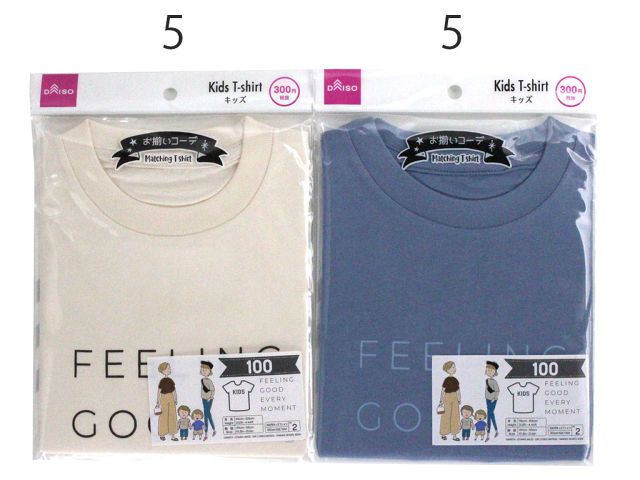 5
5
DAISO
Kids T-shirt
キッズ
300円
お揃いコーデ
Matching T shirt
FEELING
GOO
100
KIDS
FEELING
GOOD
EVERY
MOMENT
2
DAISO
Kids T-shirt
キッズ
300円
お揃いコーデ
Matching T shirt
FEELING
GOO
100
KIDS
FEELING
GOOD
EVERY
MOMENT
2